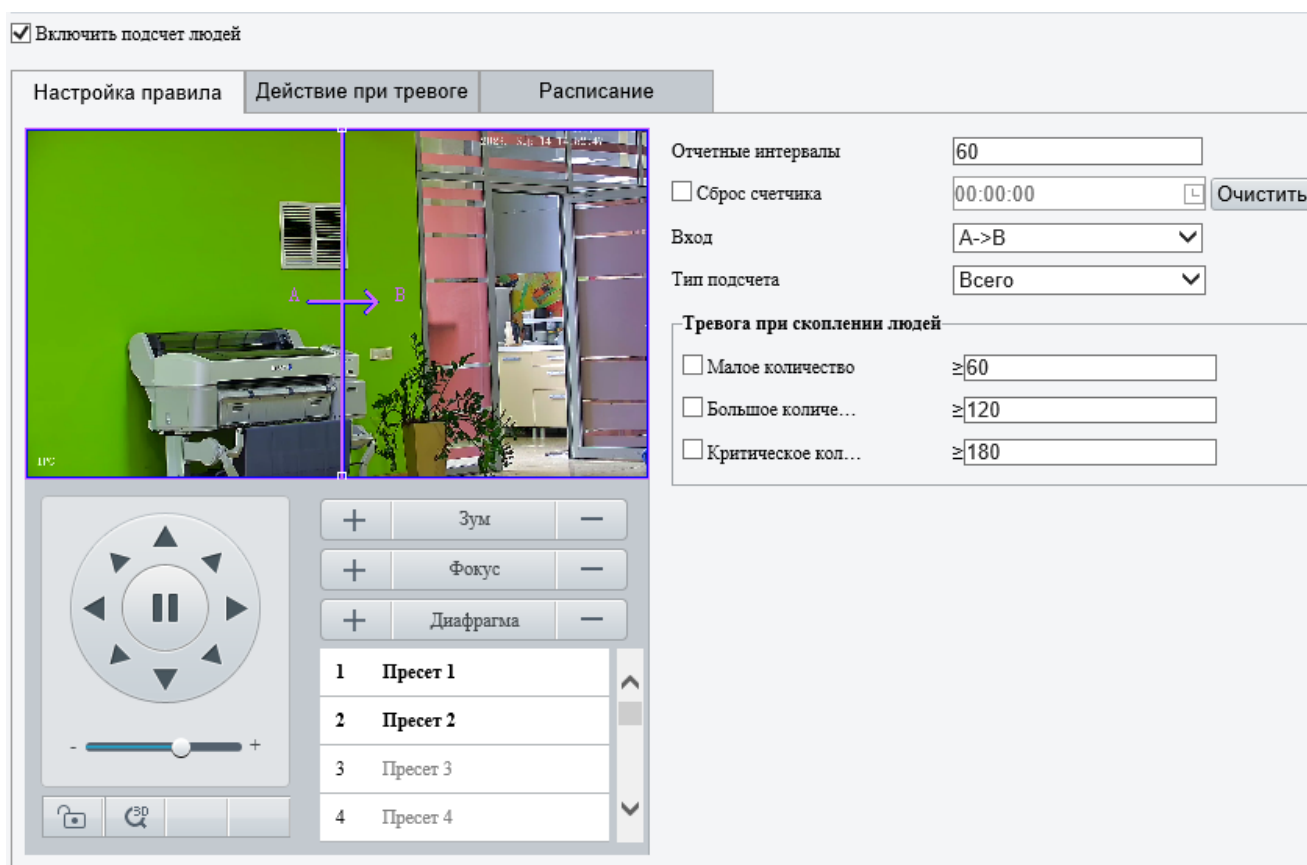 Включить подсчет людей
Настройка правила Действие при тревоге Расписание
Отчетные интервалы 60
Сброс счетчика 00:00:00 Очистить
Вход A->B
A B
Тип подсчета Всего
Тревога при скоплении людей
Малое количество ≥60
Большое количе... ≥120
Критическое кол... ≥180
IPC
+ Зум −
+ Фокус −
+ Диафрагма −
1 Пресет 1
2 Пресет 2
- +
3 Пресет 3
3D
4 Пресет 4